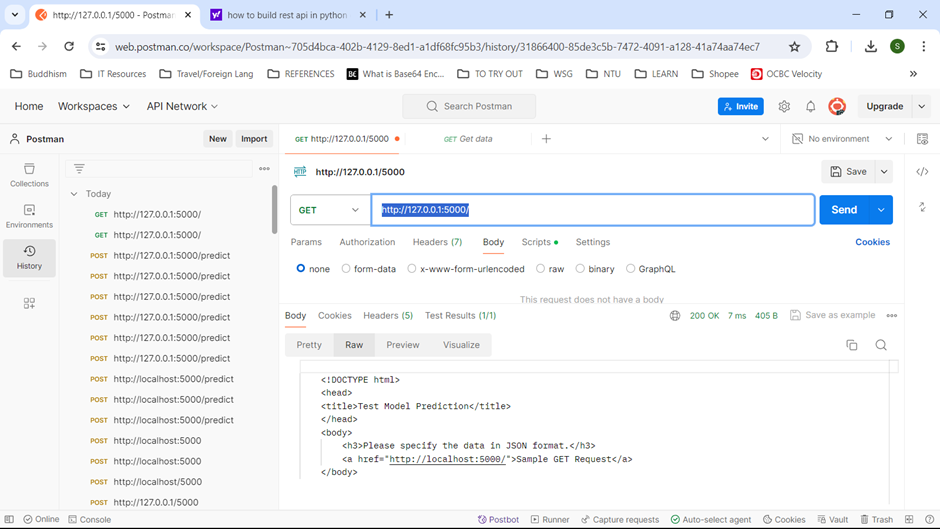 http://127.0.0.1/5000 - Postman
how to build rest api in python
web.postman.co/workspace/Postman~705d4bca-402b-4129-8ed1-a1df68fc95b3/history/31866400-85de3c5b-7472-4091-a128-41a74aa74ec7
S
Buddhism IT Resources Travel/Foreign Lang REFERENCES What is Base64 Enc... TO TRY OUT WSG NTU LEARN Shopee OCBC Velocity
Home Workspaces API Network Search Postman Invite Upgrade
Postman New Import GET http://127.0.0.1/5000 GET Get data No environment
Collections
Environments
History
Today
GET http://127.0.0.1:5000/
GET http://127.0.0.1:5000/
POST http://127.0.0.1:5000/predict
POST http://127.0.0.1:5000/predict
POST http://127.0.0.1:5000/predict
POST http://127.0.0.1:5000/predict
POST http://127.0.0.1:5000/predict
POST http://127.0.0.1:5000/predict
POST http://localhost:5000/predict
POST http://localhost:5000/predict
POST http://localhost:5000/predict
POST http://localhost:5000
POST http://localhost:5000
POST http://localhost/5000
POST http://127.0.0.1/5000
HTTP http://127.0.0.1/5000 Save
GET http://127.0.0.1:5000/ Send
Params Authorization Headers (7) Body Scripts Settings Cookies
none form-data x-www-form-urlencoded raw binary GraphQL
This request does not have a body
Body Cookies Headers (5) Test Results (1/1) 200 OK 7 ms 405 B Save as example
Pretty Raw Preview Visualize
<!DOCTYPE html>
<head>
<title>Test Model Prediction</title>
</head>
<body>
<h3>Please specify the data in JSON format.</h3>
<a href="http://localhost:5000/">Sample GET Request</a>
</body>
Online Console Postbot Runner Capture requests Auto-select agent Cookies Vault Trash